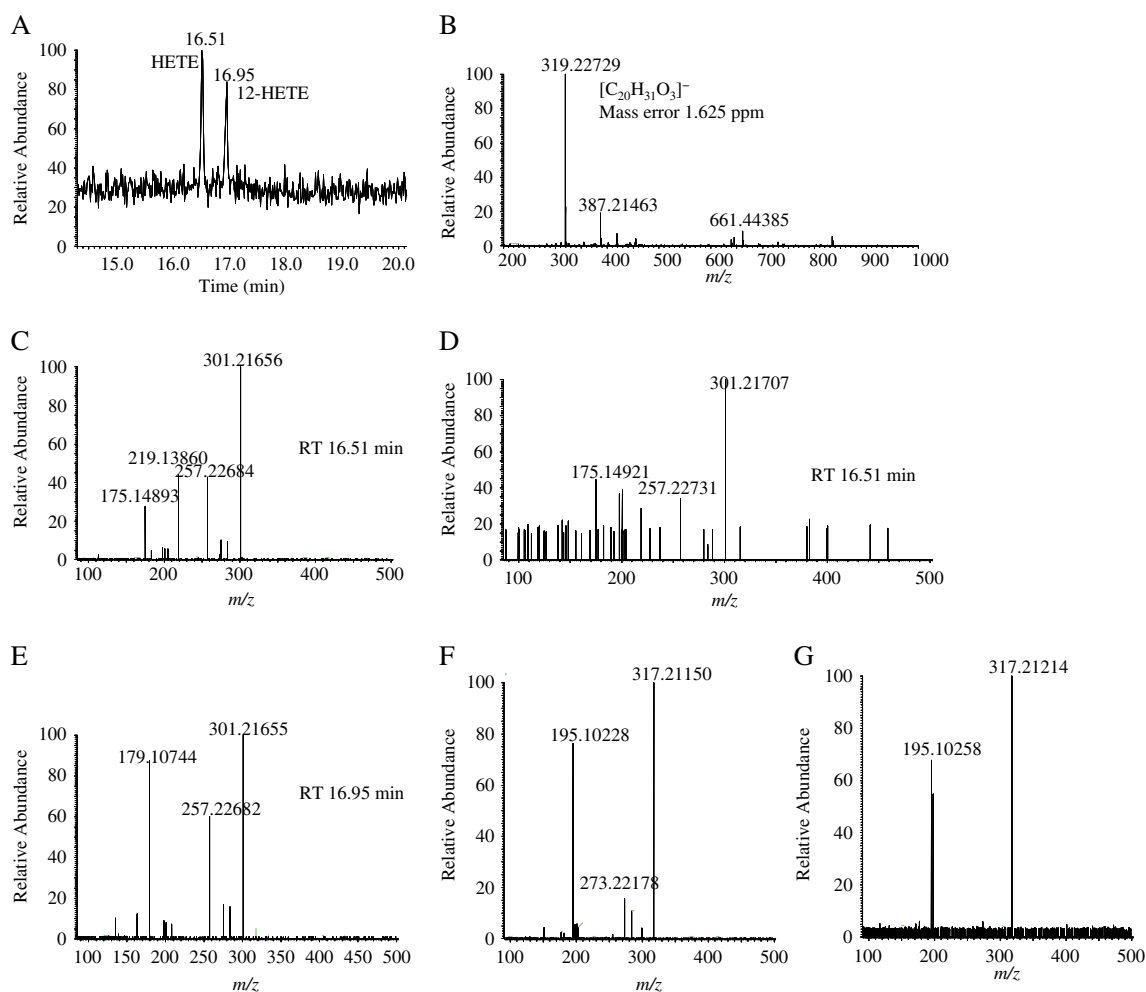 A
16.51
HETE
16.95
12-HETE
Relative Abundance
100
80
60
40
20
0
15.0 16.0 17.0 18.0 19.0 20.0
Time (min)
B
319.22729
[C₂₀H₃₁O₃]⁻
Mass error 1.625 ppm
387.21463
661.44385
Relative Abundance
100
80
60
40
20
0
200 300 400 500 600 700 800 900 1000
m/z
C
301.21656
RT 16.51 min
219.13860
257.22684
175.14893
Relative Abundance
100
80
60
40
20
0
100 200 300 400 500
m/z
D
301.21707
RT 16.51 min
175.14921
257.22731
Relative Abundance
100
80
60
40
20
0
100 200 300 400 500
m/z
E
301.21655
179.10744
RT 16.95 min
257.22682
Relative Abundance
100
80
60
40
20
0
100 150 200 250 300 350 400 450 500
m/z
F
317.21150
195.10228
273.22178
Relative Abundance
100
80
60
40
20
0
100 200 300 400 500
m/z
G
317.21214
195.10258
Relative Abundance
100
80
60
40
20
0
100 200 300 400 500
m/z